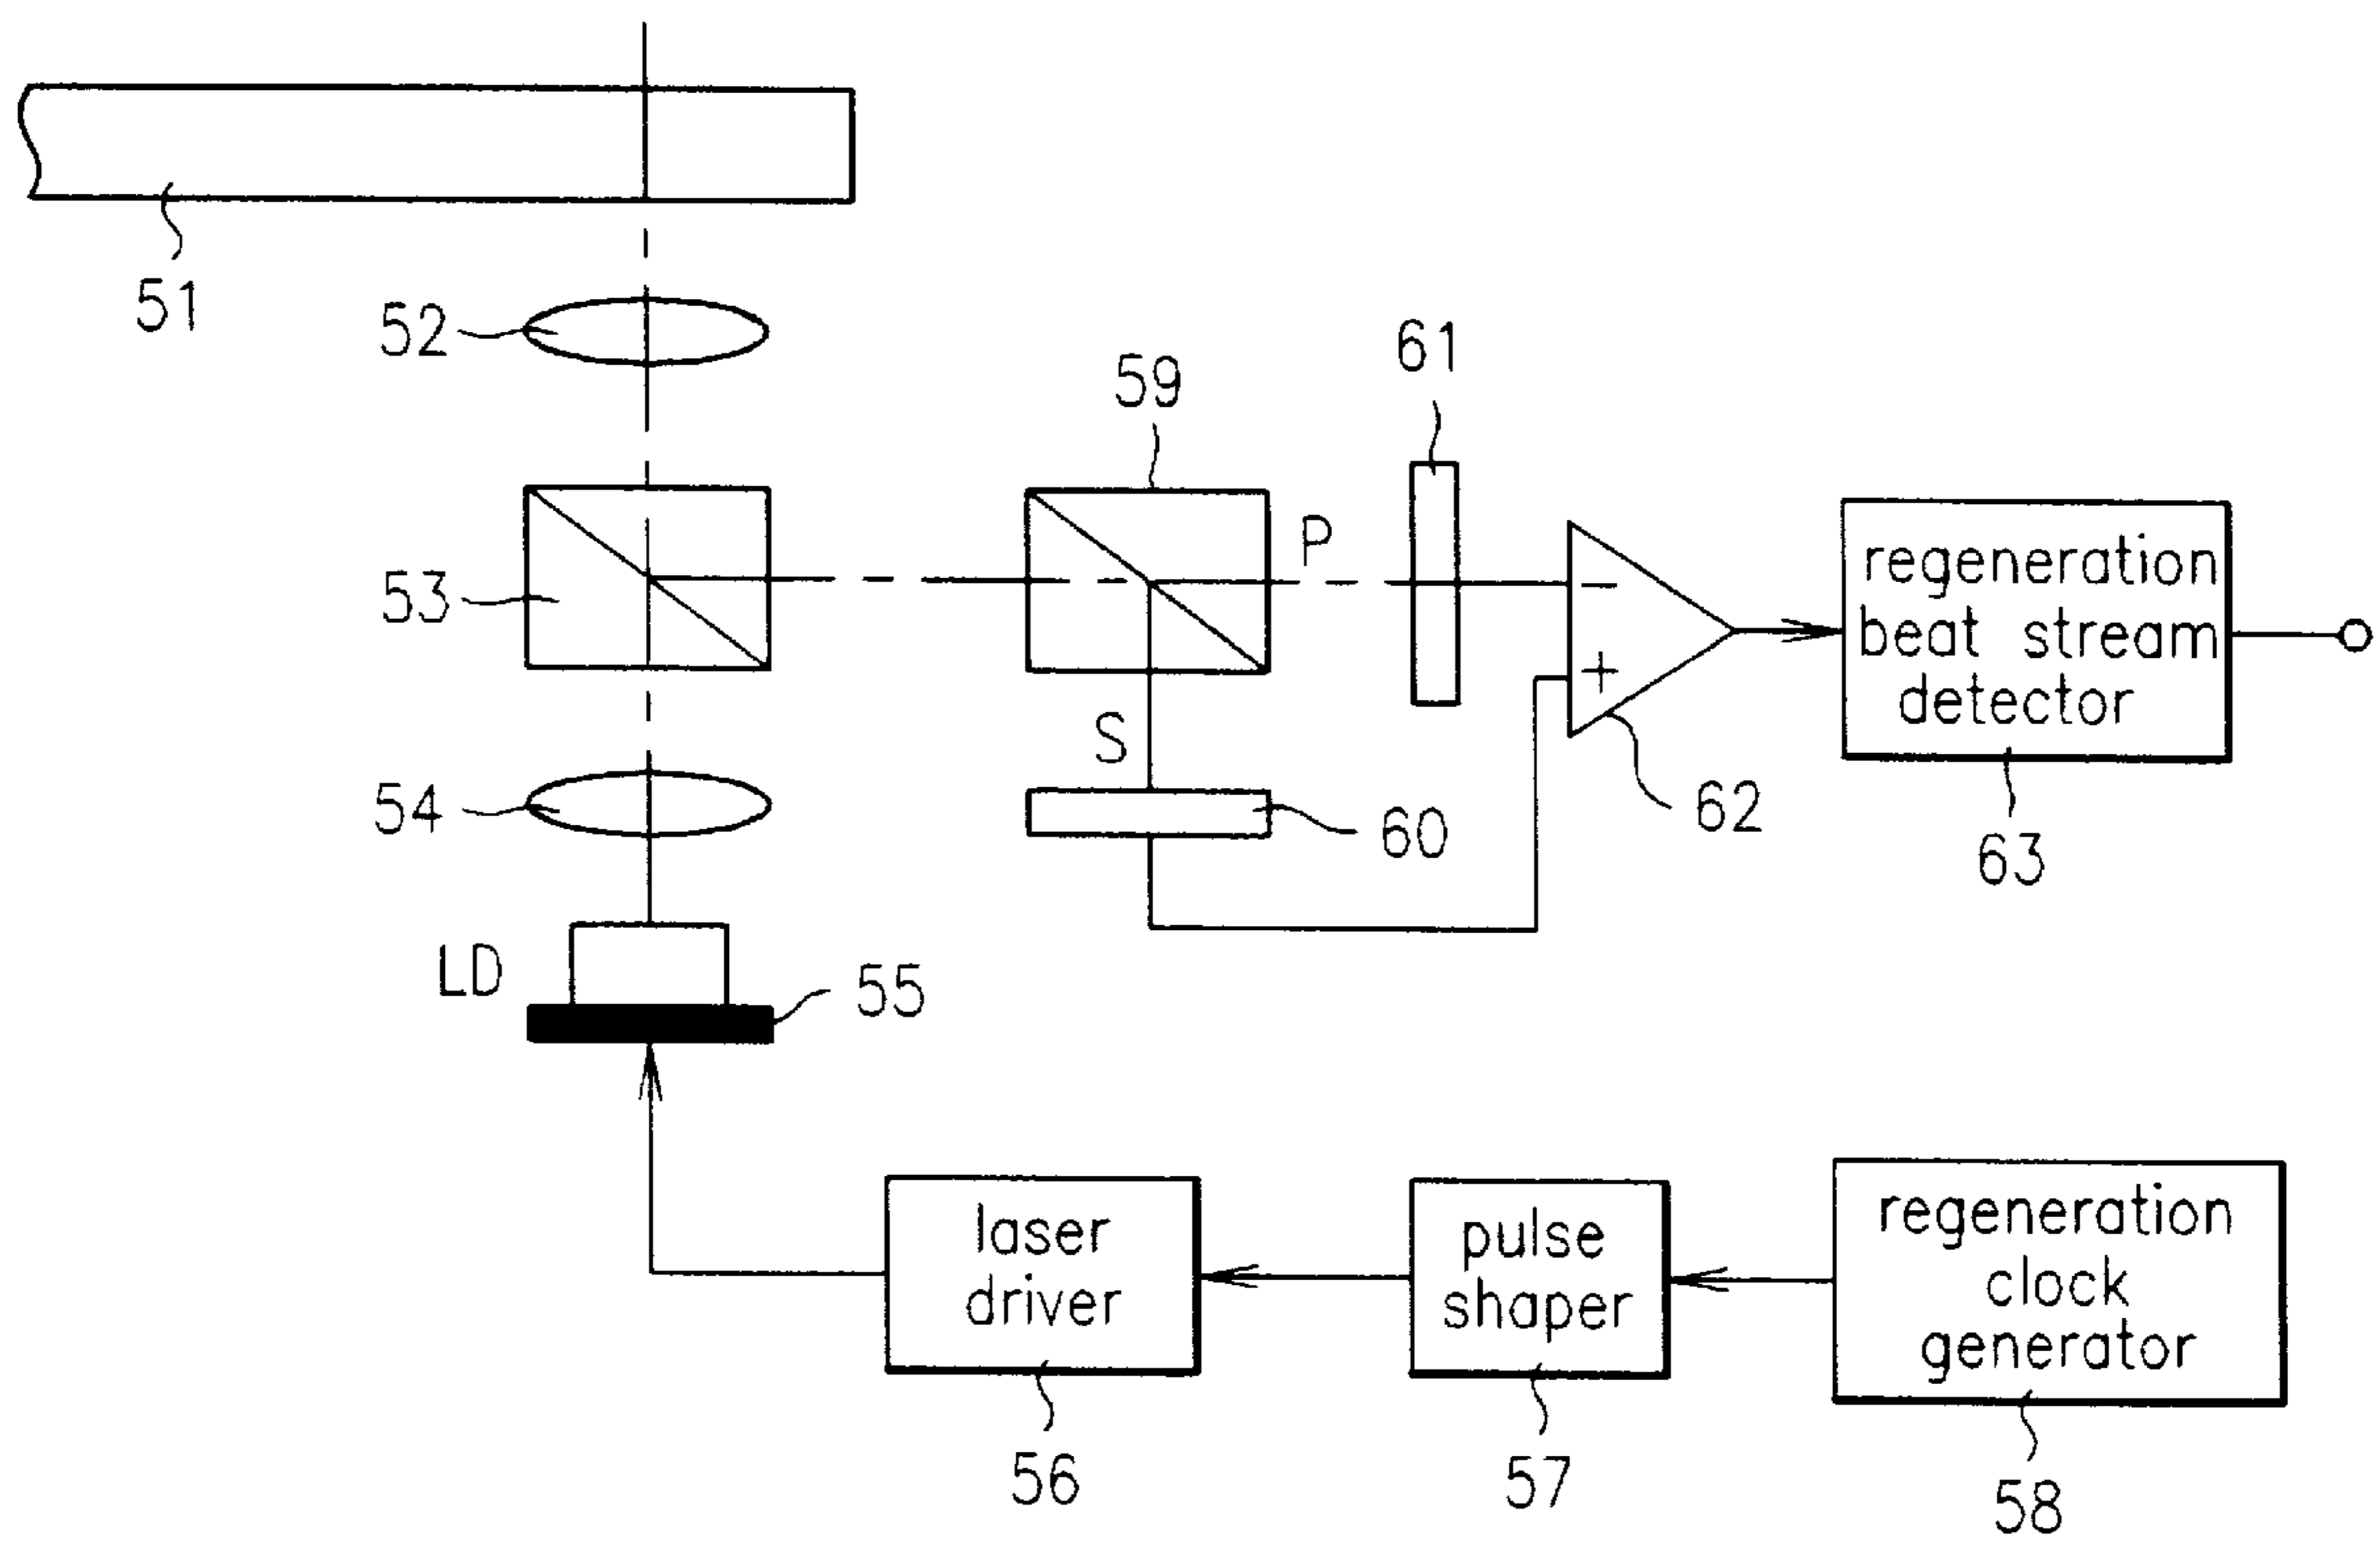 51
52
61
59
P
53
−
regeneration
beat stream
detector
+
S
54
60
62
63
LD
55
laser
driver
pulse
shaper
regeneration
clock
generator
56
57
58